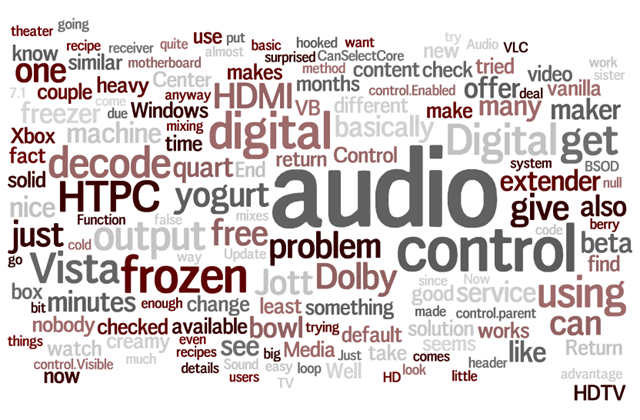 theater going
recipe receiver quite use put basic hooked want try Audio VLC
know similar motherboard almost surprised CanSelectCore new work
one Center makes method content check tried video sister
7.1 couple heavy anyway HDMI months control.Enabled offer deal vanilla
freezer come due Windows VB different make many maker
Xbox machine mixing time digital basically Digital get
fact decode quart return Control system BSOD
solid HTPC yogurt End audio extender null
nice Function false mixes give also berry
just cold output free problem control code beta
go Vista frozen way Update Jott Dolby since Now find
box minutes enough change least something good service using
bit made control.parent
nobody checked available bowl trying default solution works can
things watch creamy even see big Media Just take seems like Return
control.Visible much recipes details Sound easy loop Well comes header advantage
now users TV HD look little HDTV